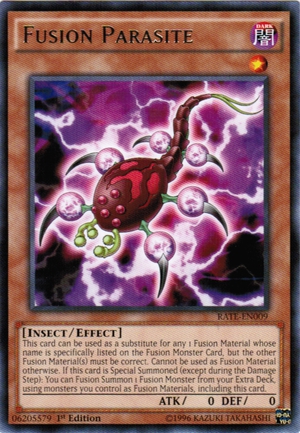 FUSION PARASITE
DARK
闇
RATE-EN009
[INSECT/EFFECT]
This card can be used as a substitute for any 1 Fusion Material whose
name is specifically listed on the Fusion Monster Card, but the other
Fusion Material(s) must be correct. Cannot be used as Fusion Material
otherwise. If this card is Special Summoned (except during the
Damage Step): You can Fusion Summon 1 Fusion Monster from your Extra Deck,
using monsters you control as Fusion Materials, including this card.
ATK/ 0 DEF/ 0
06205579 1st Edition ©1996 KAZUKI TAKAHASHI